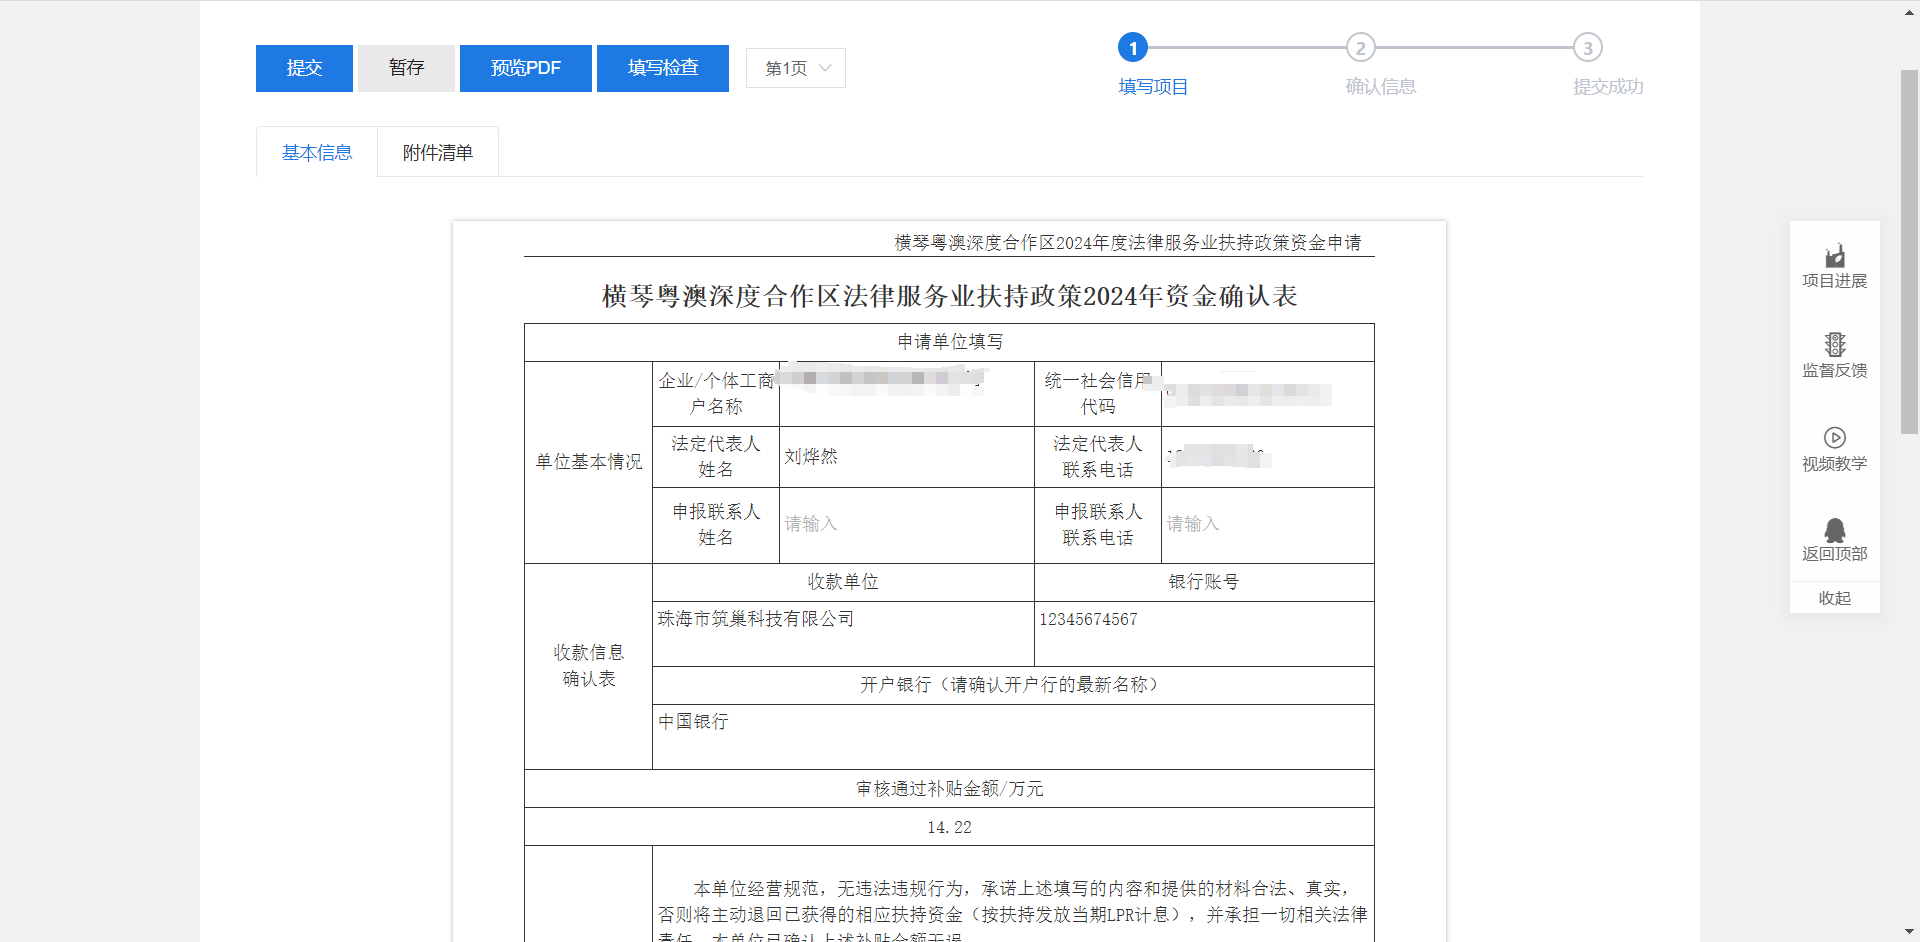 提交
暂存
预览PDF
填写检查
第1页
1
2
3
填写项目
确认信息
提交成功
基本信息
附件清单
横琴粤澳深度合作区2024年度法律服务业扶持政策资金申请
横琴粤澳深度合作区法律服务业扶持政策2024年资金确认表
申请单位填写
单位基本情况
企业/个体工商
户名称
统一社会信用
代码
法定代表人
姓名
刘烨然
法定代表人
联系电话
申报联系人
姓名
请输入
申报联系人
联系电话
请输入
收款信息
确认表
收款单位
银行账号
珠海市筑巢科技有限公司
12345674567
开户银行（请确认开户行的最新名称）
中国银行
审核通过补贴金额/万元
14.22
本单位经营规范，无违法违规行为，承诺上述填写的内容和提供的材料合法、真实，
否则将主动退回已获得的相应扶持资金（按扶持发放当期LPR计息），并承担一切相关法律
责任。本单位已确认上述补贴金额无误
项目进展
监督反馈
视频教学
返回顶部
收起